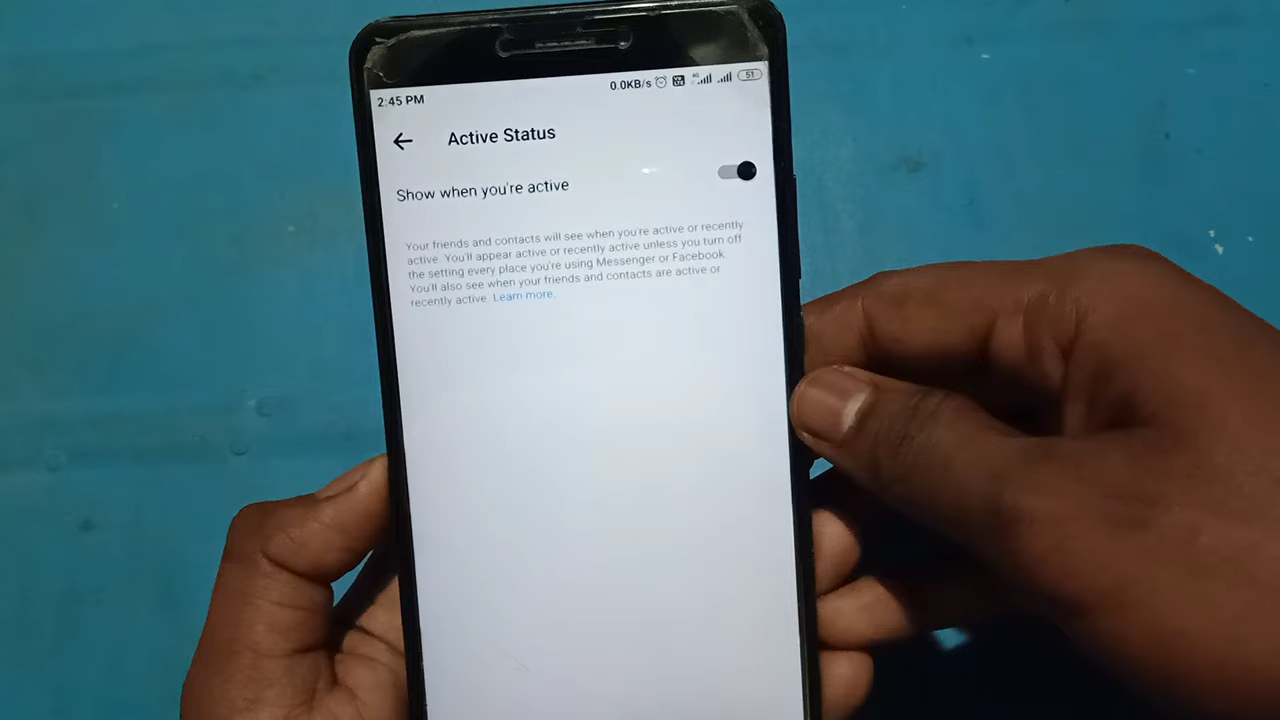 2:45 PM 0.0KB/s 4G 51
Active Status
Show when you're active
Your friends and contacts will see when you're active or recently
active. You'll appear active or recently active unless you turn off
the setting every place you're using Messenger or Facebook.
You'll also see when your friends and contacts are active or
recently active. Learn more.